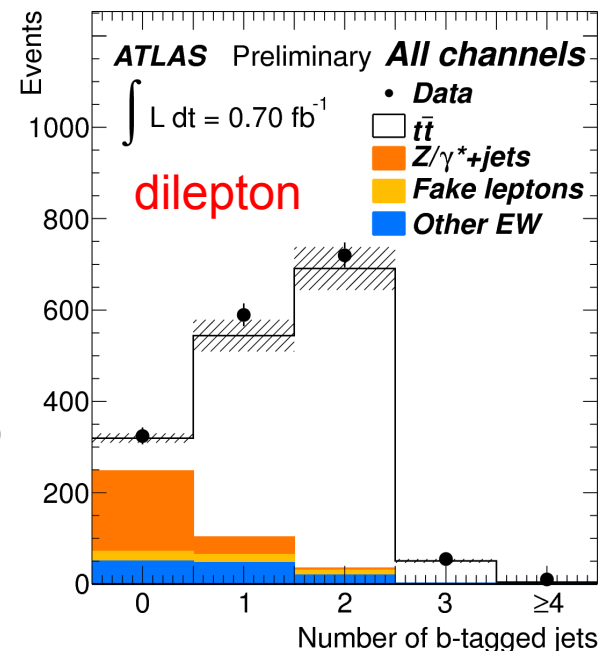 Events
ATLAS Preliminary All channels
∫ L dt = 0.70 fb⁻¹
Data
tt̄
Z/γ*+jets
Fake leptons
Other EW
dilepton
1000
800
600
400
200
0
0 1 2 3 ≥4
Number of b-tagged jets